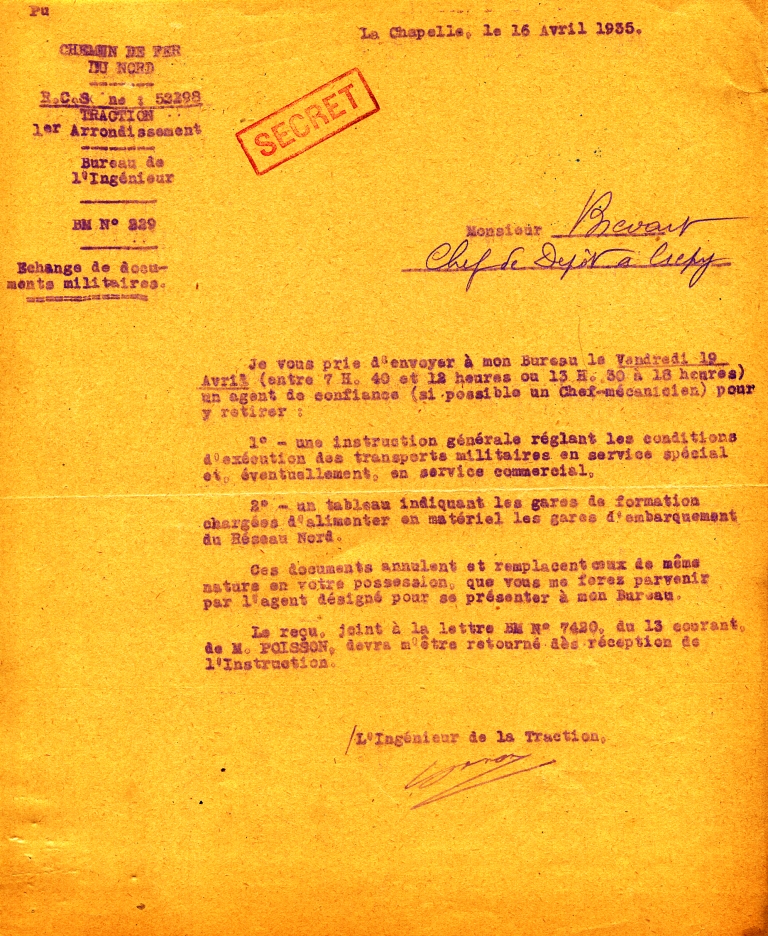 Pu
La Chapelle, le 16 Avril 1935.
CHEMIN DE FER
DU NORD
R.C.S. ne : 52298
TRACTION
1er Arrondissement
Bureau de
l'Ingénieur
BM N° 229
Echange de docu-
ments militaires.
SECRET
Monsieur
Chef de Dépôt à Crépy
Je vous prie d'envoyer à mon Bureau le Vendredi 19
Avril (entre 7 H. 40 et 12 heures ou 13 H. 30 à 18 heures)
un agent de confiance (si possible un Chef-mécanicien) pour
y retirer :
1° - une instruction générale réglant les conditions
d'exécution des transports militaires en service spécial
et, éventuellement, en service commercial,
2° - un tableau indiquant les gares de formation
chargées d'alimenter en matériel les gares d'embarquement
du Réseau Nord.
Ces documents annulent et remplacent ceux de même
nature en votre possession, que vous me ferez parvenir
par l'agent désigné pour se présenter à mon Bureau.
Le reçu, joint à la lettre BM N° 7420, du 13 courant,
de M. POISSON, devra m'être retourné dès réception de
l'Instruction.
/L'Ingénieur de la Traction,